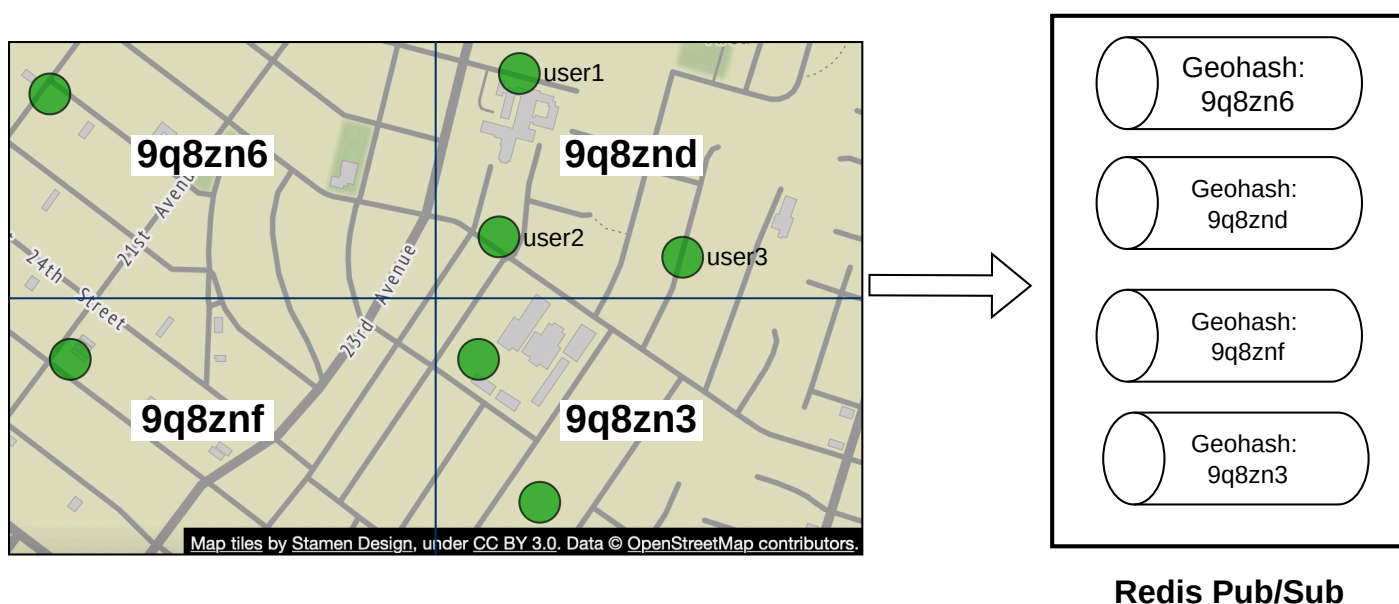 user1
9q8zn6
9q8znd
21st Avenu
user2
user3
24th Street
23rd Avenue
9q8znf
9q8zn3
Map tiles by Stamen Design, under CC BY 3.0. Data © OpenStreetMap contributors.
Geohash:
9q8zn6
Geohash:
9q8znd
Geohash:
9q8znf
Geohash:
9q8zn3
Redis Pub/Sub